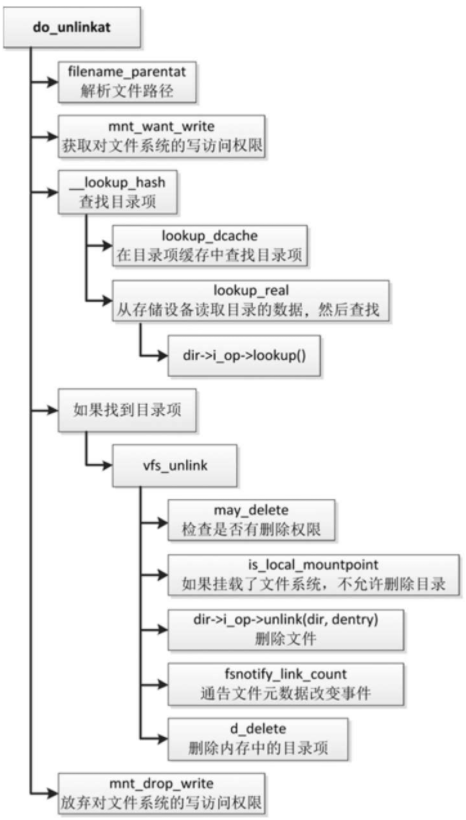 do_unlinkat
filename_parentat
解析文件路径
mnt_want_write
获取对文件系统的写访问权限
__lookup_hash
查找目录项
lookup_dcache
在目录项缓存中查找目录项
lookup_real
从存储设备读取目录的数据，然后查找
dir->i_op->lookup()
如果找到目录项
vfs_unlink
may_delete
检查是否有删除权限
is_local_mountpoint
如果挂载了文件系统，不允许删除目录
dir->i_op->unlink(dir, dentry)
删除文件
fsnotify_link_count
通告文件元数据改变事件
d_delete
删除内存中的目录项
mnt_drop_write
放弃对文件系统的写访问权限